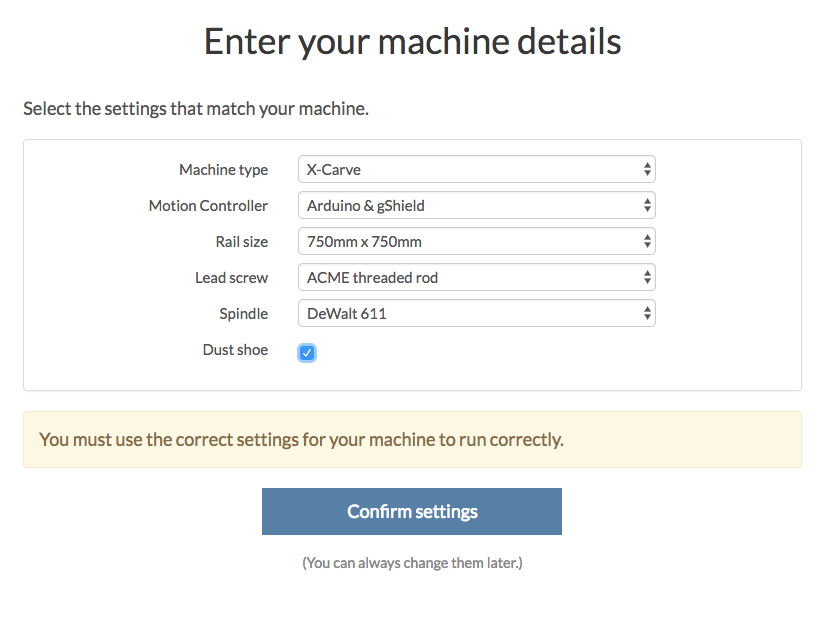 Enter your machine details
Select the settings that match your machine.
Machine type X-Carve
Motion Controller Arduino & gShield
Rail size 750mm x 750mm
Lead screw ACME threaded rod
Spindle DeWalt 611
Dust shoe
You must use the correct settings for your machine to run correctly.
Confirm settings
(You can always change them later.)